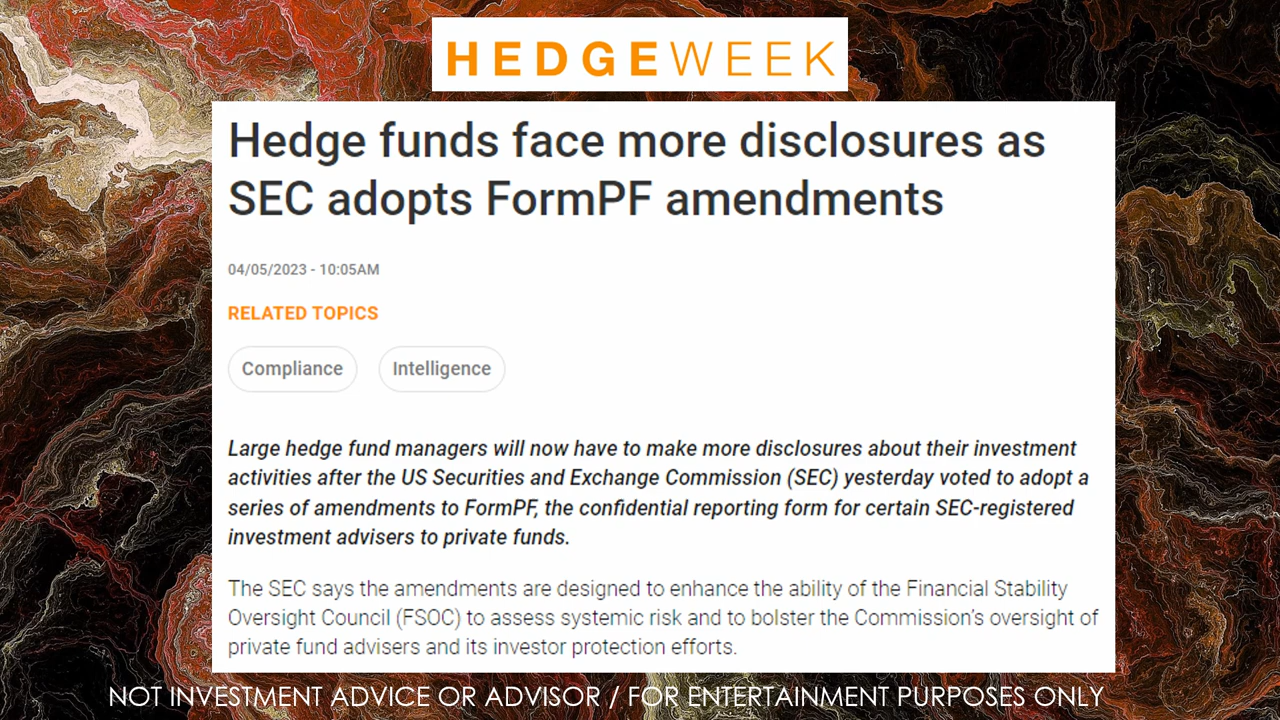 HEDGEWEEK
Hedge funds face more disclosures as
SEC adopts FormPF amendments
04/05/2023 - 10:05AM
RELATED TOPICS
Compliance Intelligence
Large hedge fund managers will now have to make more disclosures about their investment
activities after the US Securities and Exchange Commission (SEC) yesterday voted to adopt a
series of amendments to FormPF, the confidential reporting form for certain SEC-registered
investment advisers to private funds.
The SEC says the amendments are designed to enhance the ability of the Financial Stability
Oversight Council (FSOC) to assess systemic risk and to bolster the Commission’s oversight of
private fund advisers and its investor protection efforts.
NOT INVESTMENT ADVICE OR ADVISOR / FOR ENTERTAINMENT PURPOSES ONLY